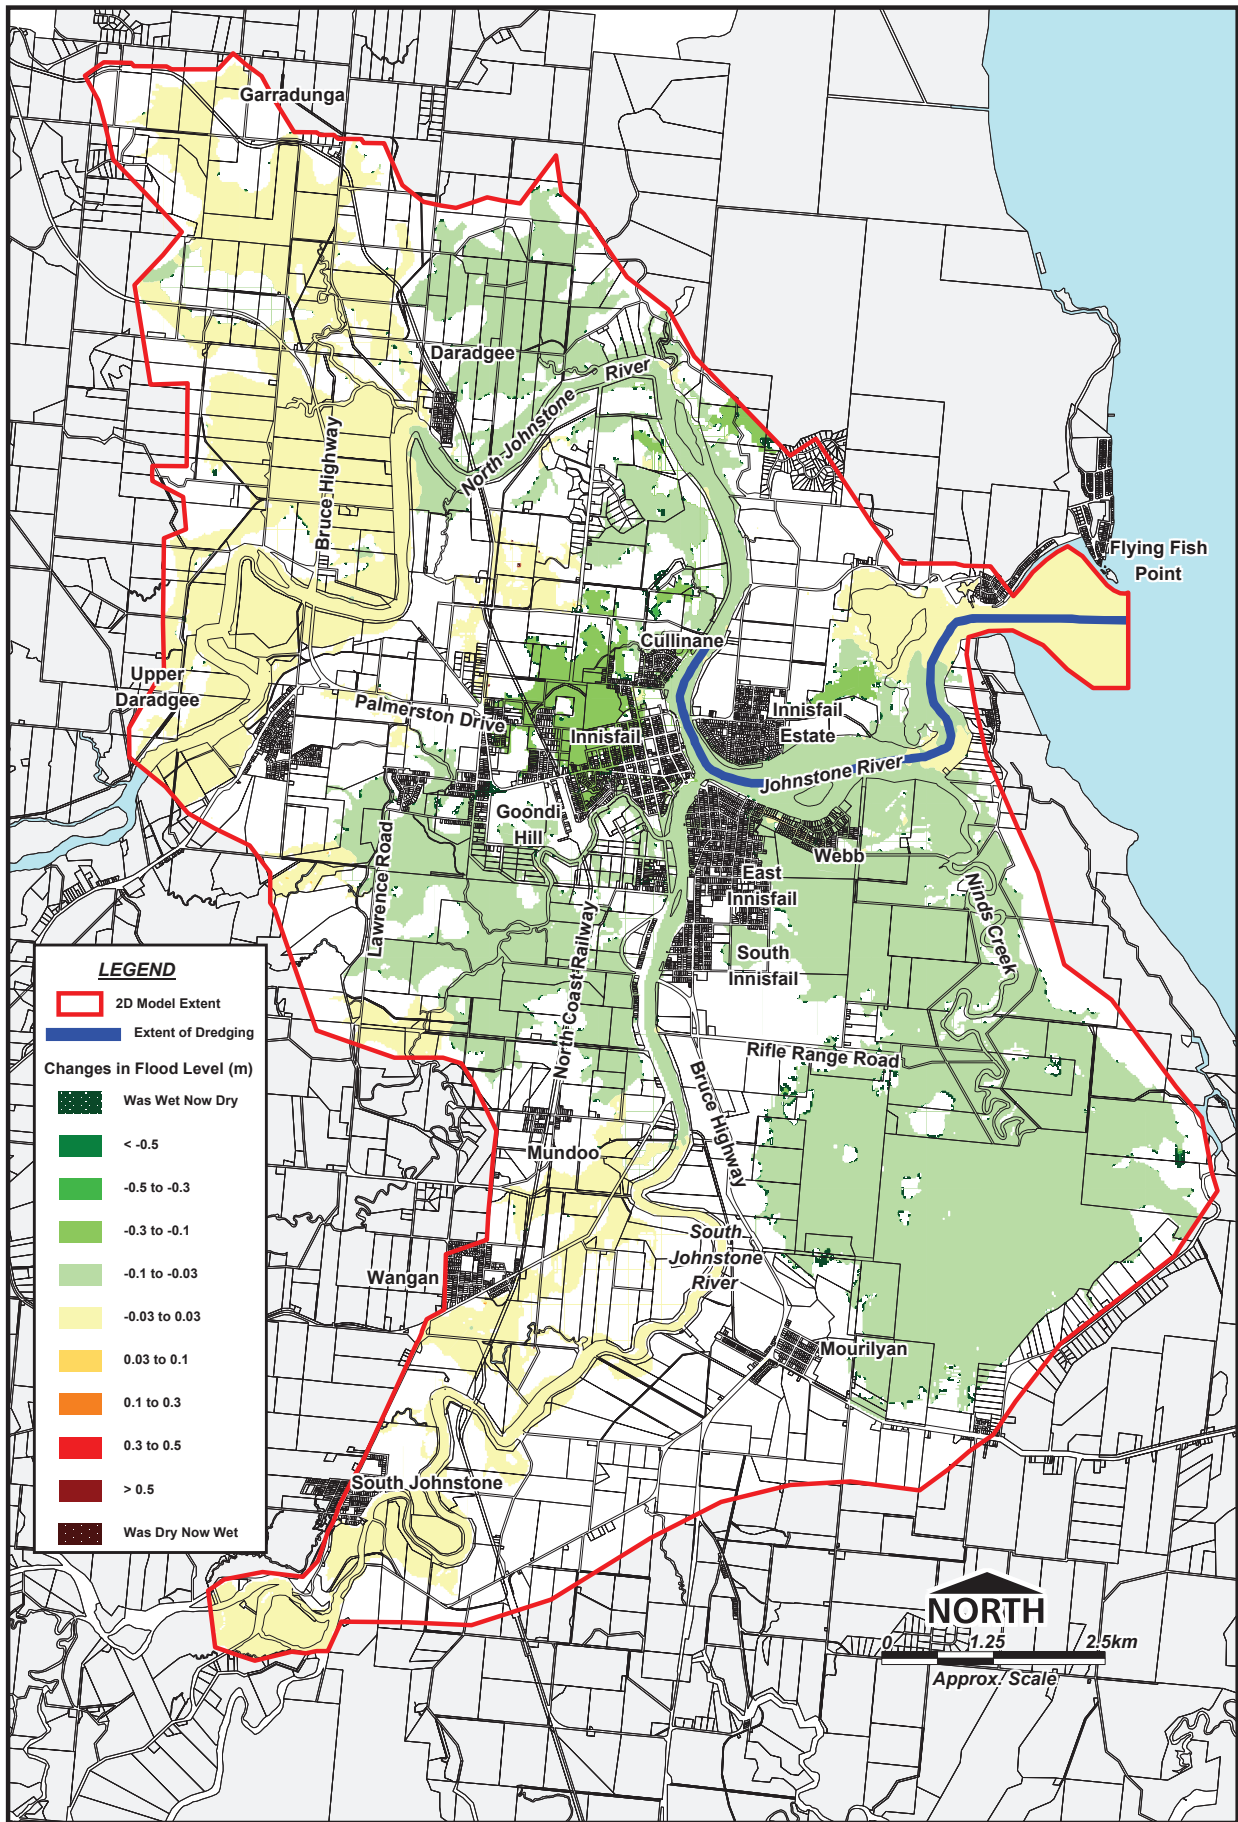 Garradunga
Daradgee
River
North Johnstone
Bruce Highway
Flying Fish
Point
Cullinane
Upper
Daradgee
Palmerston Drive
Innisfail
Innisfail
Estate
Johnstone River
Goondi
Hill
Lawrence Road
Webb
East
Innisfail
Ninds Creek
North Coast Railway
South
Innisfail
Rifle Range Road
Bruce Highway
Mundoo
South
Johnstone
River
Wangan
Mourilyan
South Johnstone
LEGEND
2D Model Extent
Extent of Dredging
Changes in Flood Level (m)
Was Wet Now Dry
< -0.5
-0.5 to -0.3
-0.3 to -0.1
-0.1 to -0.03
-0.03 to 0.03
0.03 to 0.1
0.1 to 0.3
0.3 to 0.5
> 0.5
Was Dry Now Wet
NORTH
0 1.25 2.5km
Approx. Scale